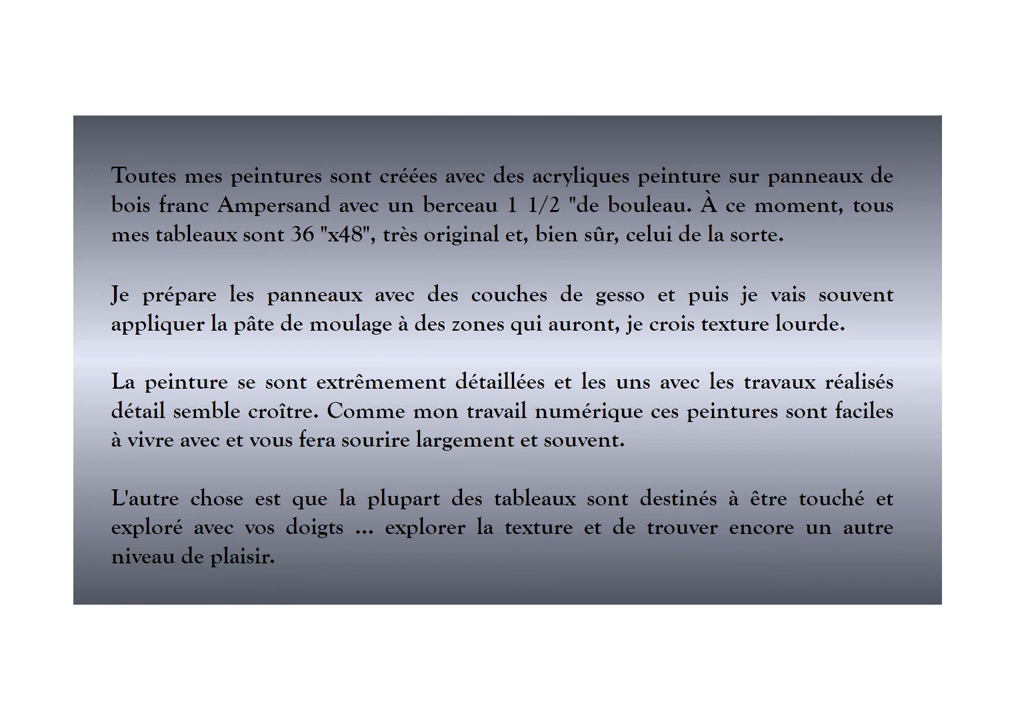 Toutes mes peintures sont créées avec des acryliques peinture sur panneaux de
bois franc Ampersand avec un berceau 1 1/2 "de bouleau. À ce moment, tous
mes tableaux sont 36 "x48", très original et, bien sûr, celui de la sorte.
Je prépare les panneaux avec des couches de gesso et puis je vais souvent
appliquer la pâte de moulage à des zones qui auront, je crois texture lourde.
La peinture se sont extrêmement détaillées et les uns avec les travaux réalisés
détail semble croître. Comme mon travail numérique ces peintures sont faciles
à vivre avec et vous fera sourire largement et souvent.
L'autre chose est que la plupart des tableaux sont destinés à être touché et
exploré avec vos doigts ... explorer la texture et de trouver encore un autre
niveau de plaisir.